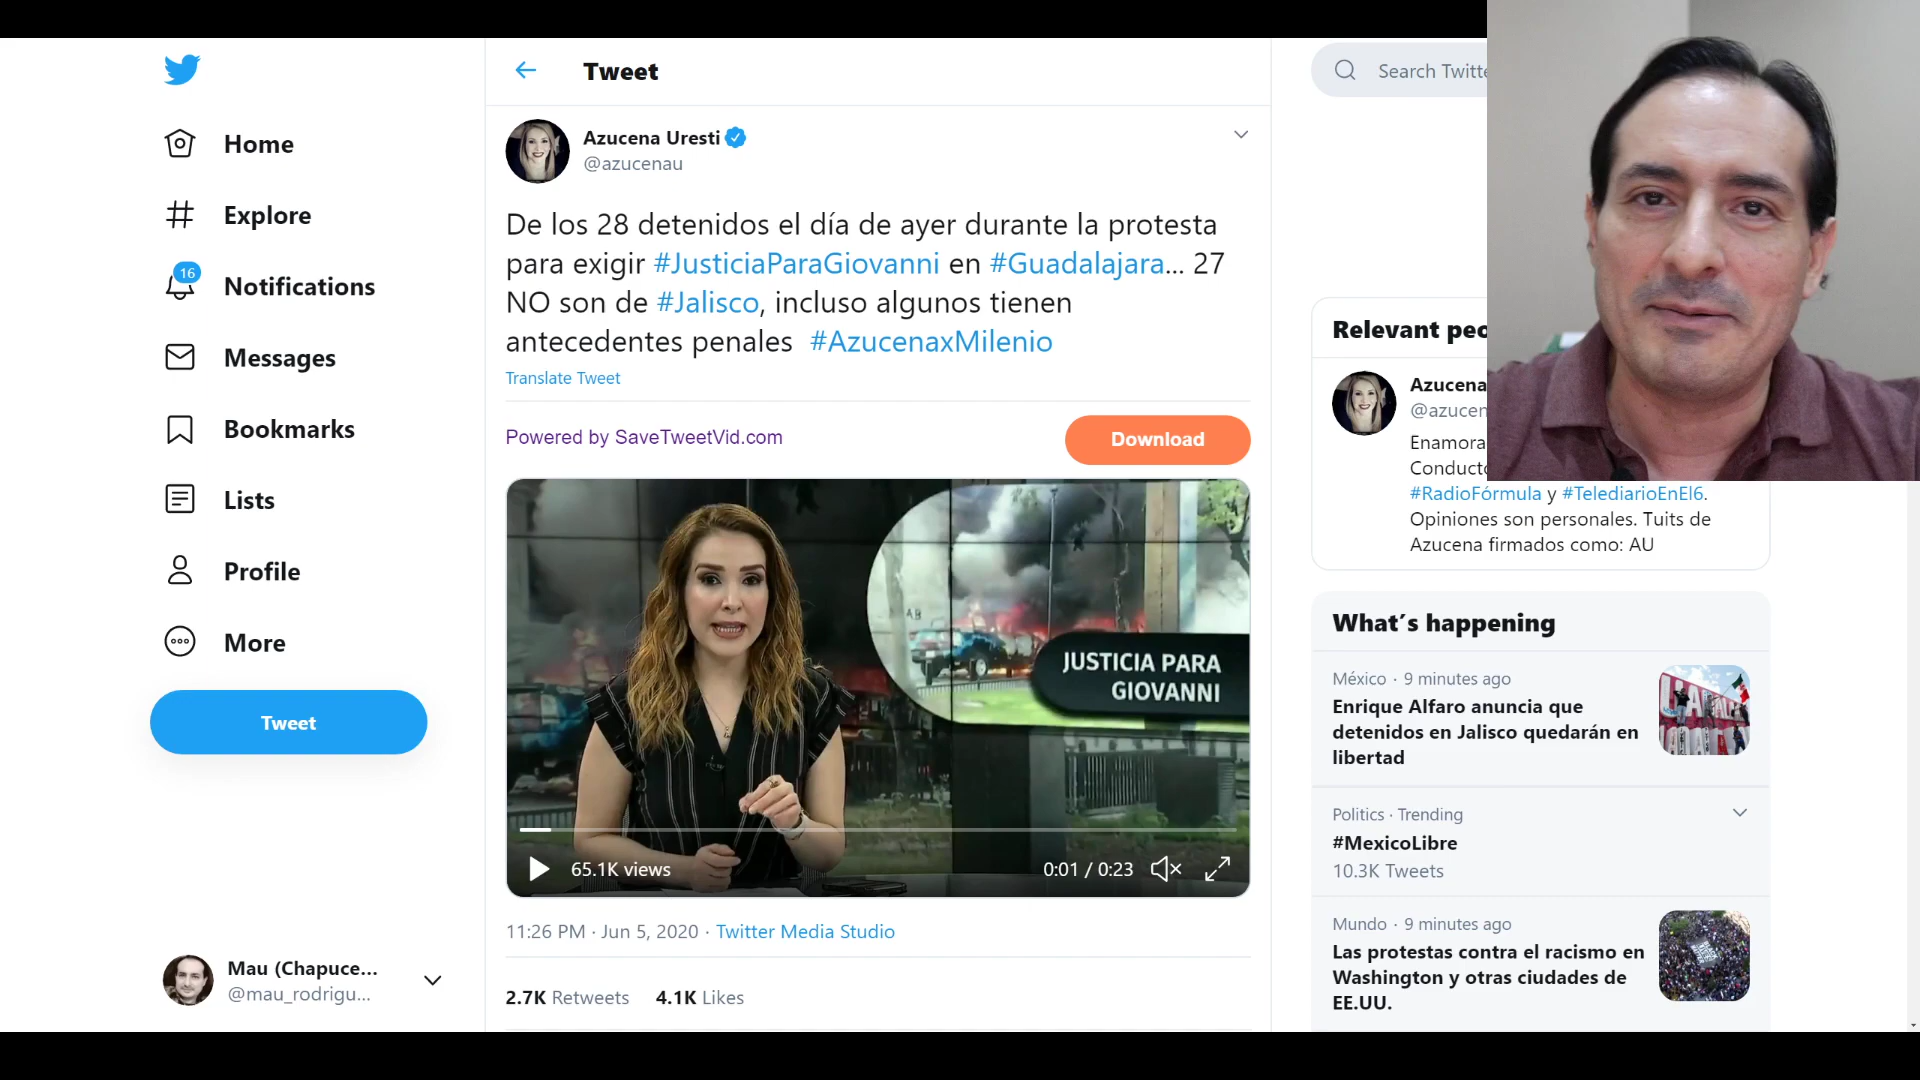 Home
Explore
16
Notifications
Messages
Bookmarks
Lists
Profile
More
Tweet
Mau (Chapuce...
@mau_rodrigu...
Tweet
Azucena Uresti
@azucenau
De los 28 detenidos el día de ayer durante la protesta
para exigir #JusticiaParaGiovanni en #Guadalajara... 27
NO son de #Jalisco, incluso algunos tienen
antecedentes penales #AzucenaxMilenio
Translate Tweet
Powered by SaveTweetVid.com
Download
JUSTICIA PARA
GIOVANNI
65.1K views
0:01 / 0:23
11:26 PM · Jun 5, 2020 · Twitter Media Studio
2.7K Retweets 4.1K Likes
Search Twitte
Relevant peo
Azucena
@azucen
Enamora
Conducto
#RadioFórmula y #TelediarioEnEl6.
Opiniones son personales. Tuits de
Azucena firmados como: AU
What's happening
México · 9 minutes ago
Enrique Alfaro anuncia que
detenidos en Jalisco quedarán en
libertad
Politics · Trending
#MexicoLibre
10.3K Tweets
Mundo · 9 minutes ago
Las protestas contra el racismo en
Washington y otras ciudades de
EE.UU.